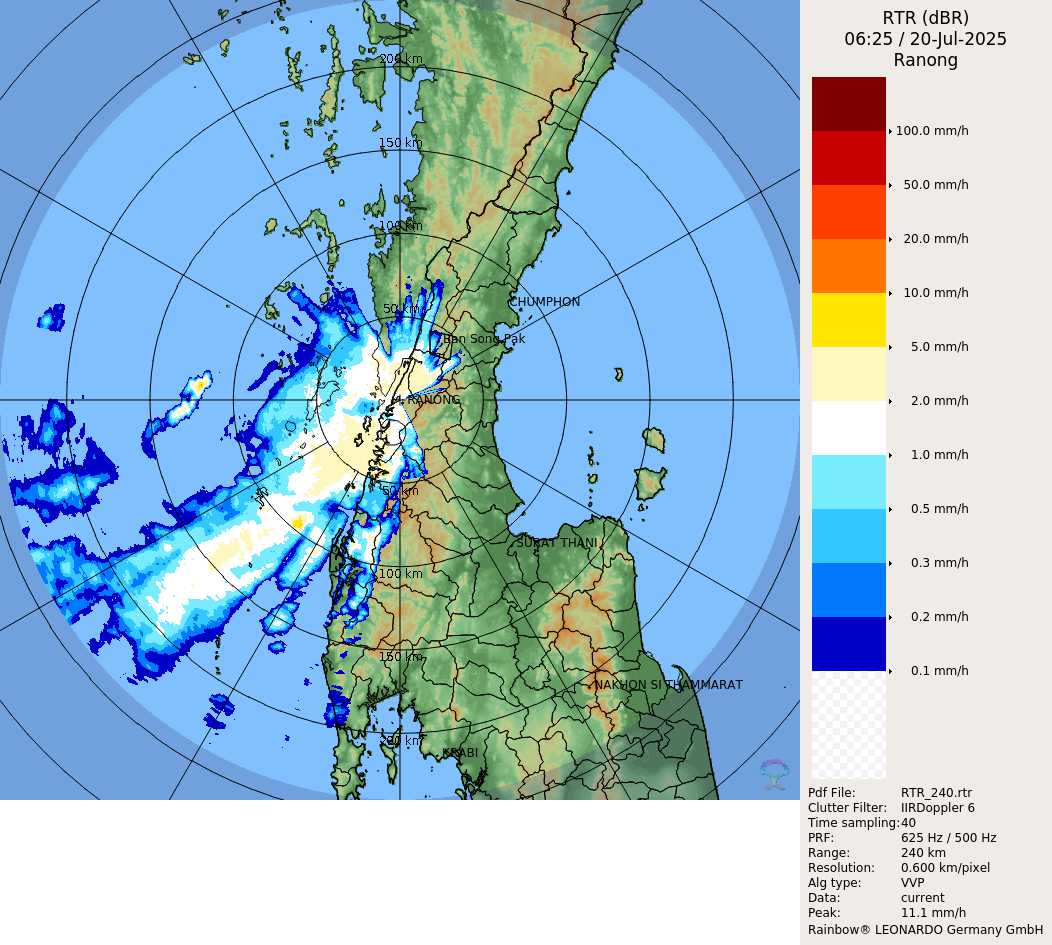 RTR (dBR)
06:25 / 20-Jul-2025
Ranong
100.0 mm/h
50.0 mm/h
20.0 mm/h
10.0 mm/h
5.0 mm/h
2.0 mm/h
1.0 mm/h
0.5 mm/h
0.3 mm/h
0.2 mm/h
0.1 mm/h
Pdf File: RTR_240.rtr
Clutter Filter: IIRDoppler 6
Time sampling:40
PRF: 625 Hz / 500 Hz
Range: 240 km
Resolution: 0.600 km/pixel
Alg type: VVP
Data: current
Peak: 11.1 mm/h
Rainbow® LEONARDO Germany GmbH
200 km
150 km
100 km
CHUMPHON
50 km
Ban Song Pak
RANONG
50 km
SURAT THANI
100 km
150 km
NAKHON SI THAMMARAT
200 km
KRABI